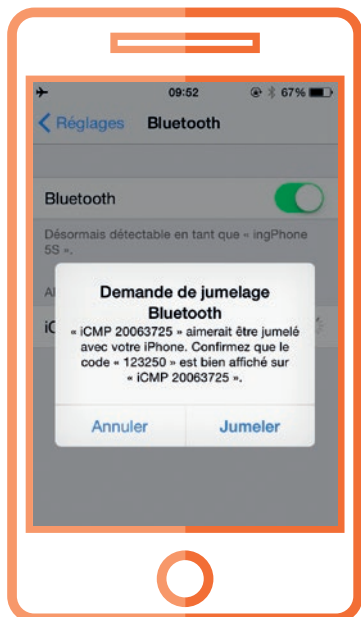 09:52
67%
Réglages
Bluetooth
Bluetooth
Désormais détectable en tant que « ingPhone
5S ».
Demande de jumelage
Bluetooth
« iCMP 20063725 » aimerait être jumelé
avec votre iPhone. Confirmez que le
code « 123250 » est bien affiché sur
« iCMP 20063725 ».
Annuler
Jumeler